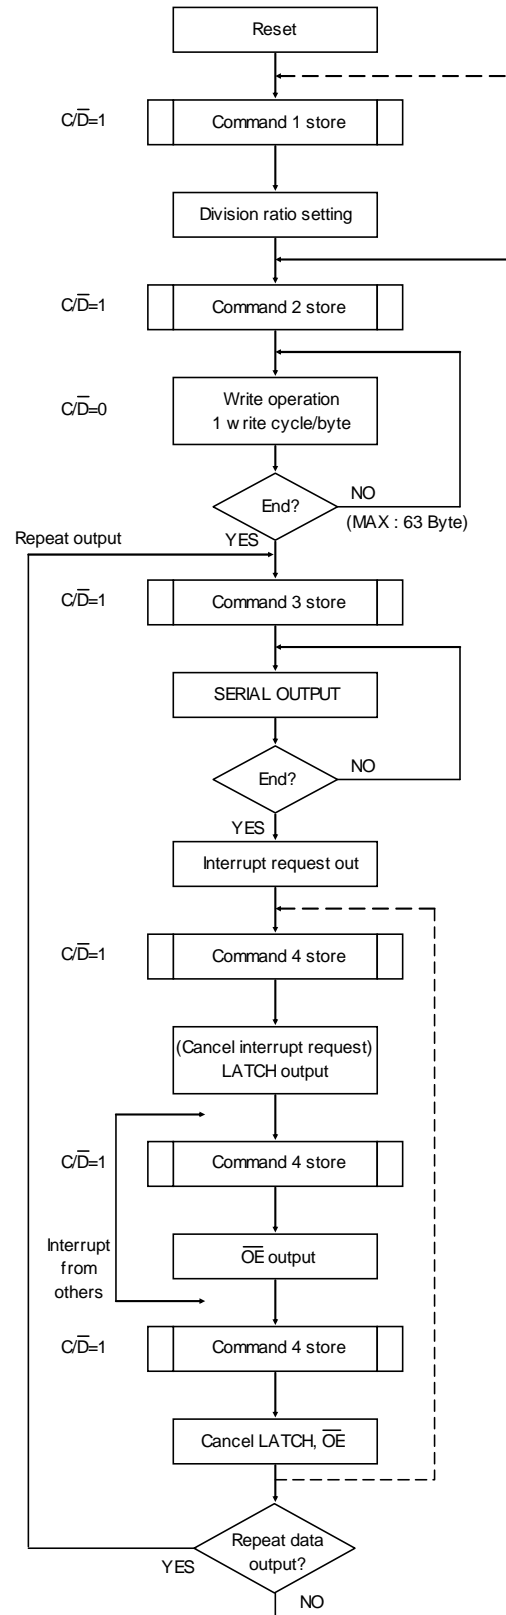 Reset
C/D̅=1
Command 1 store
Division ratio setting
C/D̅=1
Command 2 store
C/D̅=0
Write operation
1 write cycle/byte
End?
NO
(MAX : 63 Byte)
YES
Repeat output
C/D̅=1
Command 3 store
SERIAL OUTPUT
End?
NO
YES
Interrupt request out
C/D̅=1
Command 4 store
(Cancel interrupt request)
LATCH output
C/D̅=1
Command 4 store
Interrupt
from
others
O̅E̅ output
C/D̅=1
Command 4 store
Cancel LATCH, O̅E̅
Repeat data
output?
YES
NO